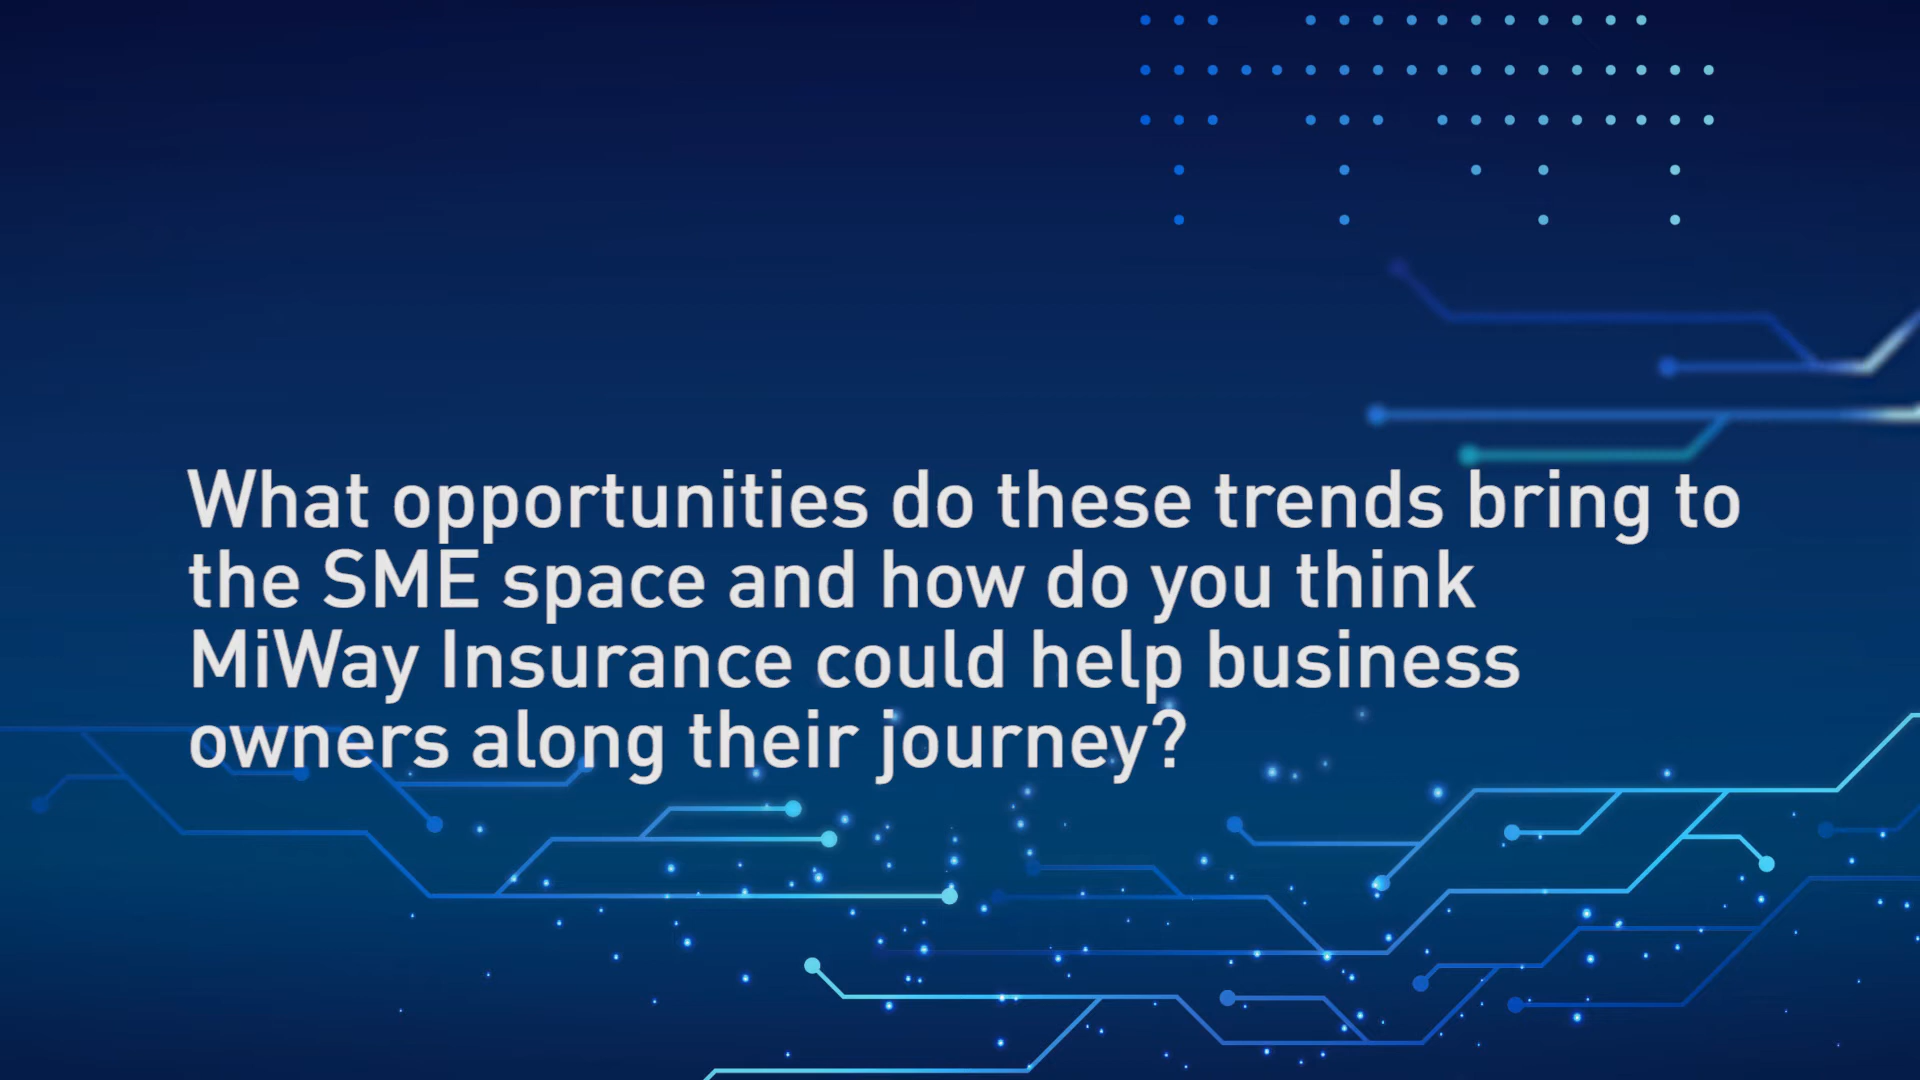 What opportunities do these trends bring to
the SME space and how do you think
MiWay Insurance could help business
owners along their journey?